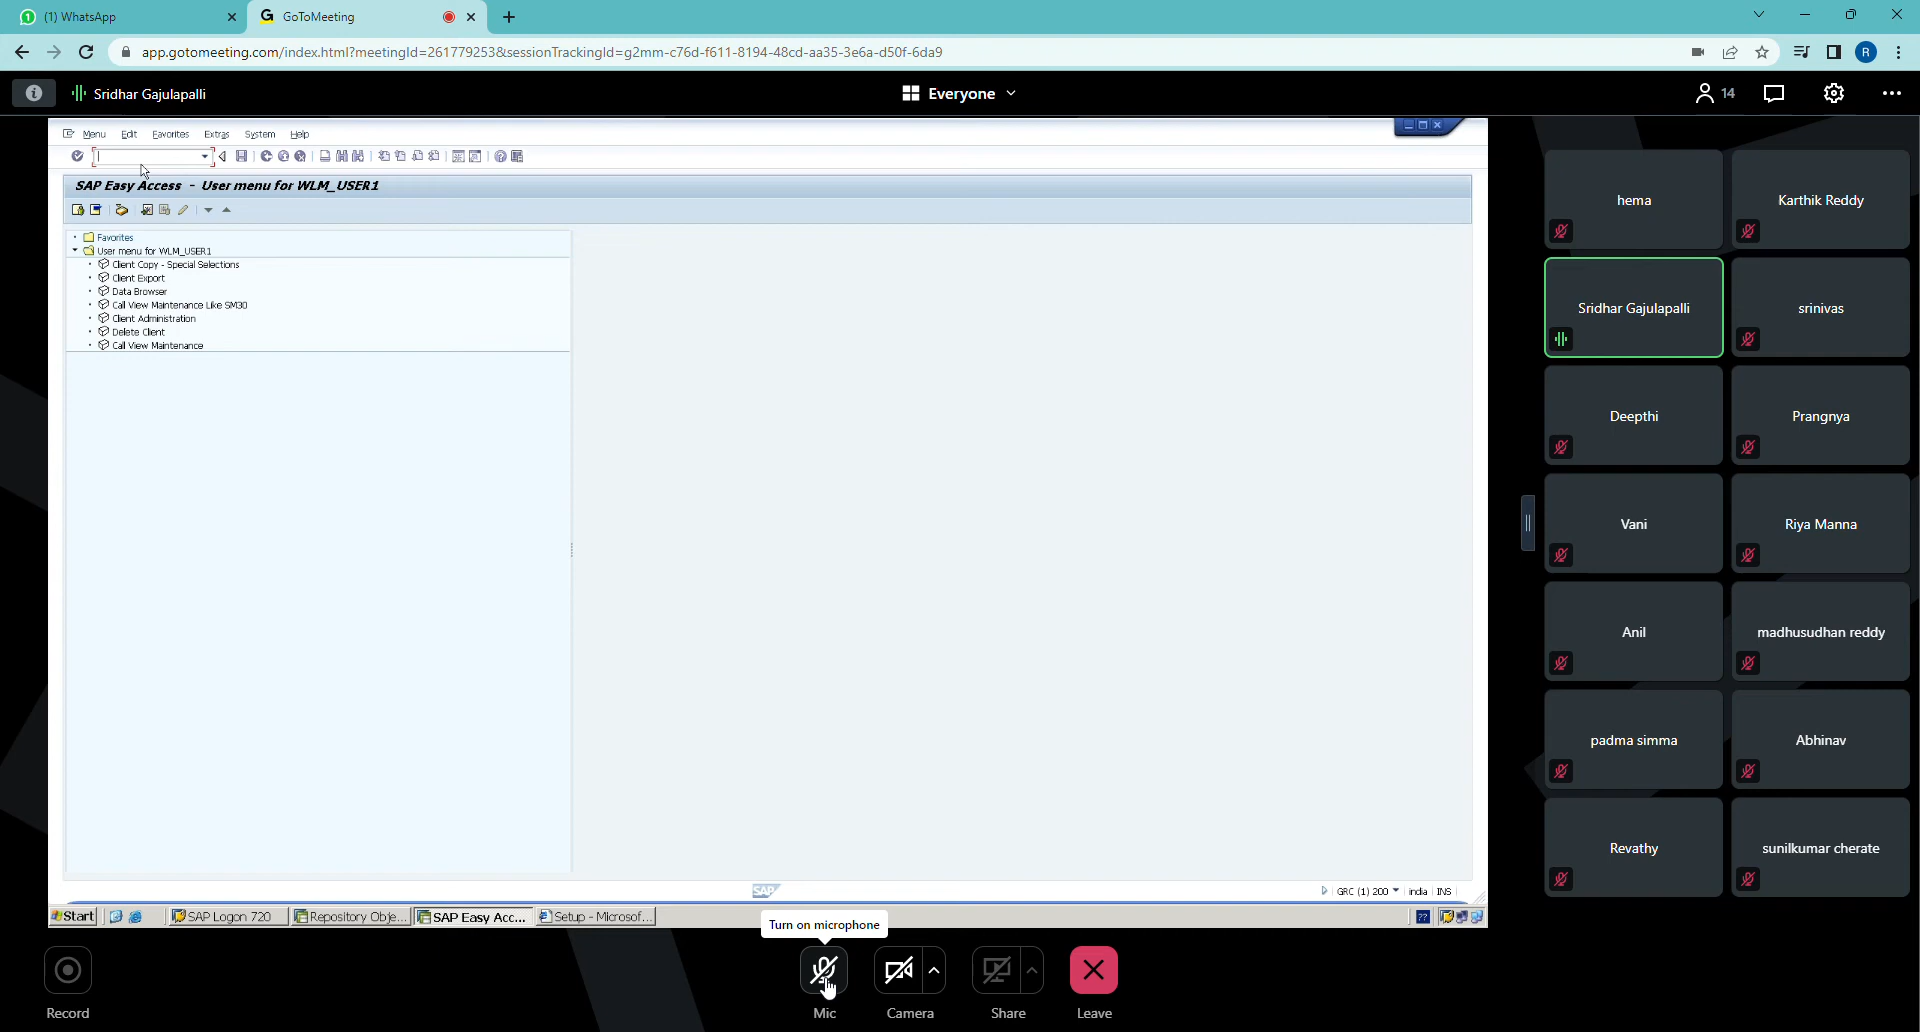 (1) WhatsApp
GoToMeeting
app.gotomeeting.com/index.html?meetingId=261779253&sessionTrackingId=g2mm-c76d-f611-8194-48cd-aa35-3e6a-d50f-6da9
R
Sridhar Gajulapalli
Everyone
14
Menu Edit Favorites Extras System Help
SAP Easy Access - User menu for WLM_USER1
Favorites
User menu for WLM_USER1
Client Copy - Special Selections
Client Export
Data Browser
Call View Maintenance Like SM30
Client Administration
Delete Client
Call View Maintenance
hema
Karthik Reddy
Sridhar Gajulapalli
srinivas
Deepthi
Prangnya
Vani
Riya Manna
Anil
madhusudhan reddy
padma simma
Abhinav
Revathy
sunilkumar cherate
SAP
GRC (1) 200 india INS
Start
SAP Logon 720
Repository Obje...
SAP Easy Acc...
Setup - Microsof...
Turn on microphone
Record
Mic
Camera
Share
Leave